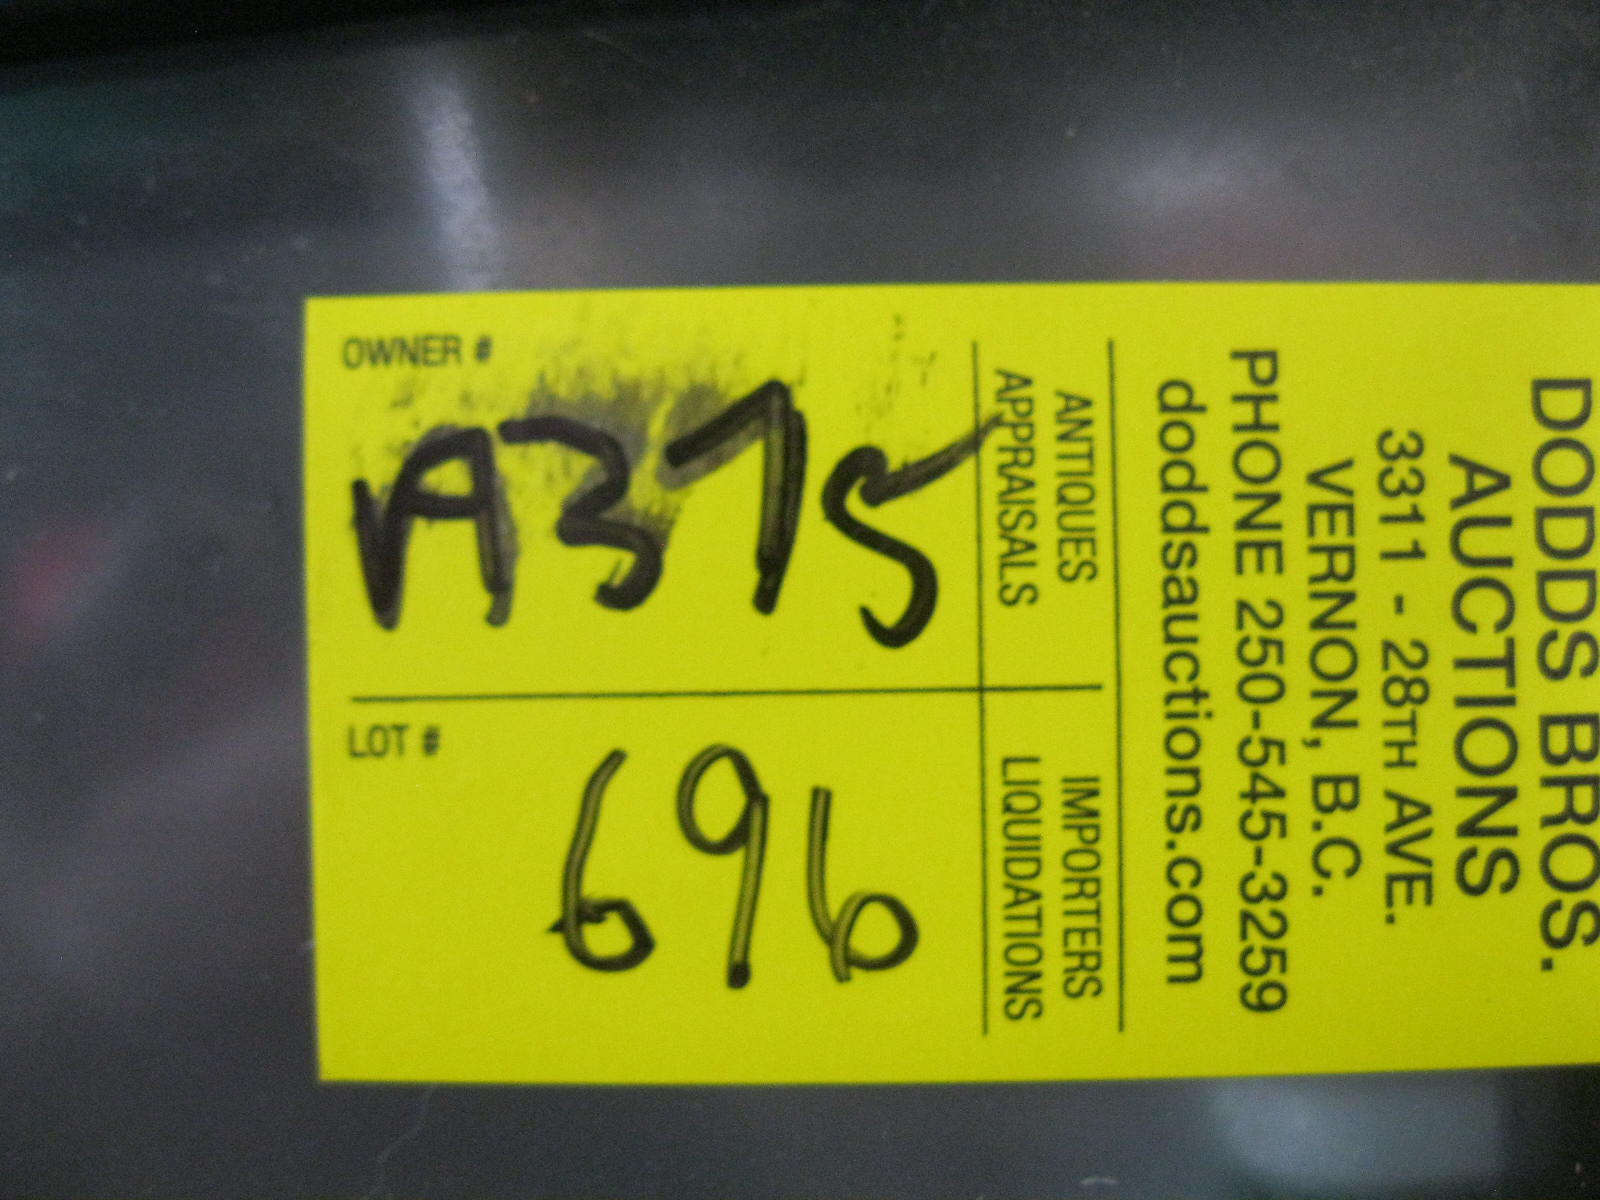 DODDS BROS.
AUCTIONS
3311 - 28TH AVE.
VERNON, B.C.
PHONE 250-545-3259
doddsauctions.com
ANTIQUES IMPORTERS
APPRAISALS LIQUIDATIONS
OWNER #
A375
LOT #
696